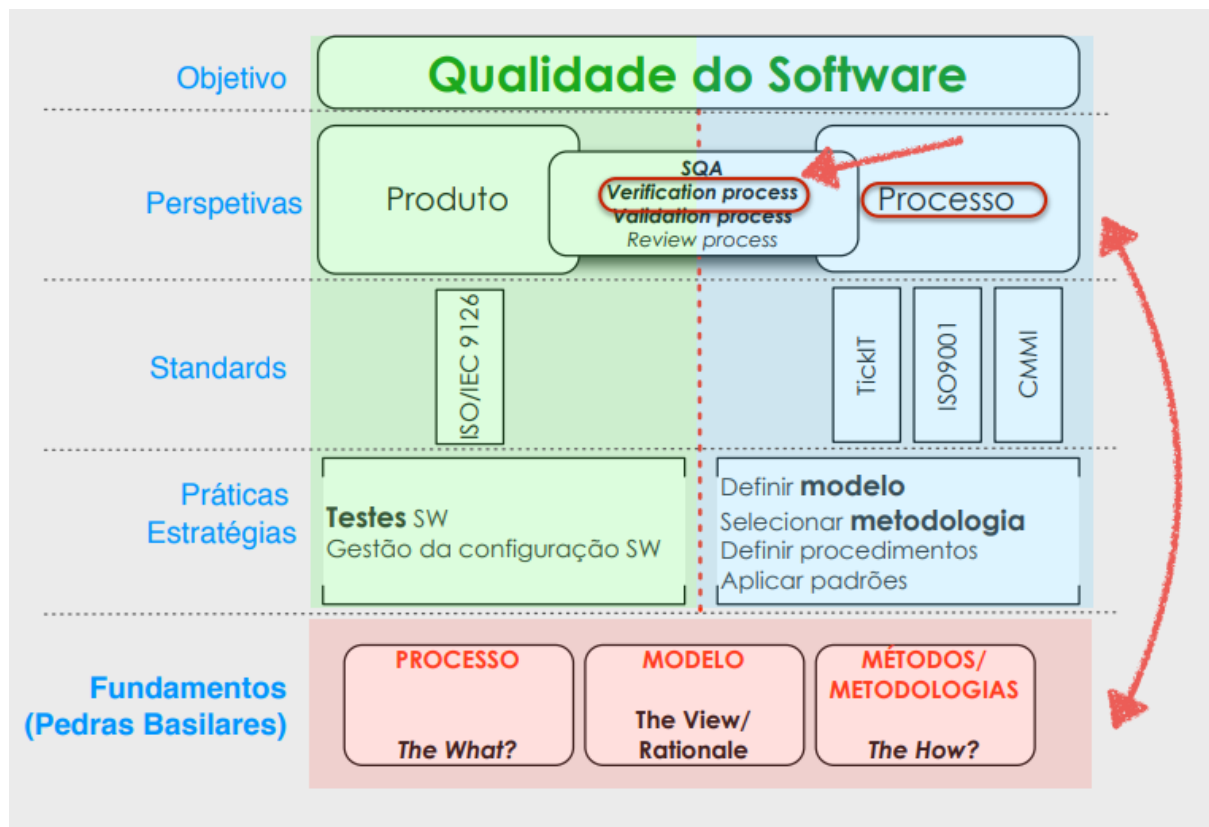 Objetivo
Qualidade do Software
Perspetivas
Produto
SQA
Verification process
Validation process
Review process
Processo
Standards
ISO/IEC 9126
TickIT
ISO9001
CMMI
Práticas
Estratégias
Testes SW
Gestão da configuração SW
Definir modelo
Selecionar metodologia
Definir procedimentos
Aplicar padrões
Fundamentos
(Pedras Basilares)
PROCESSO
The What?
MODELO
The View/
Rationale
MÉTODOS/
METODOLOGIAS
The How?